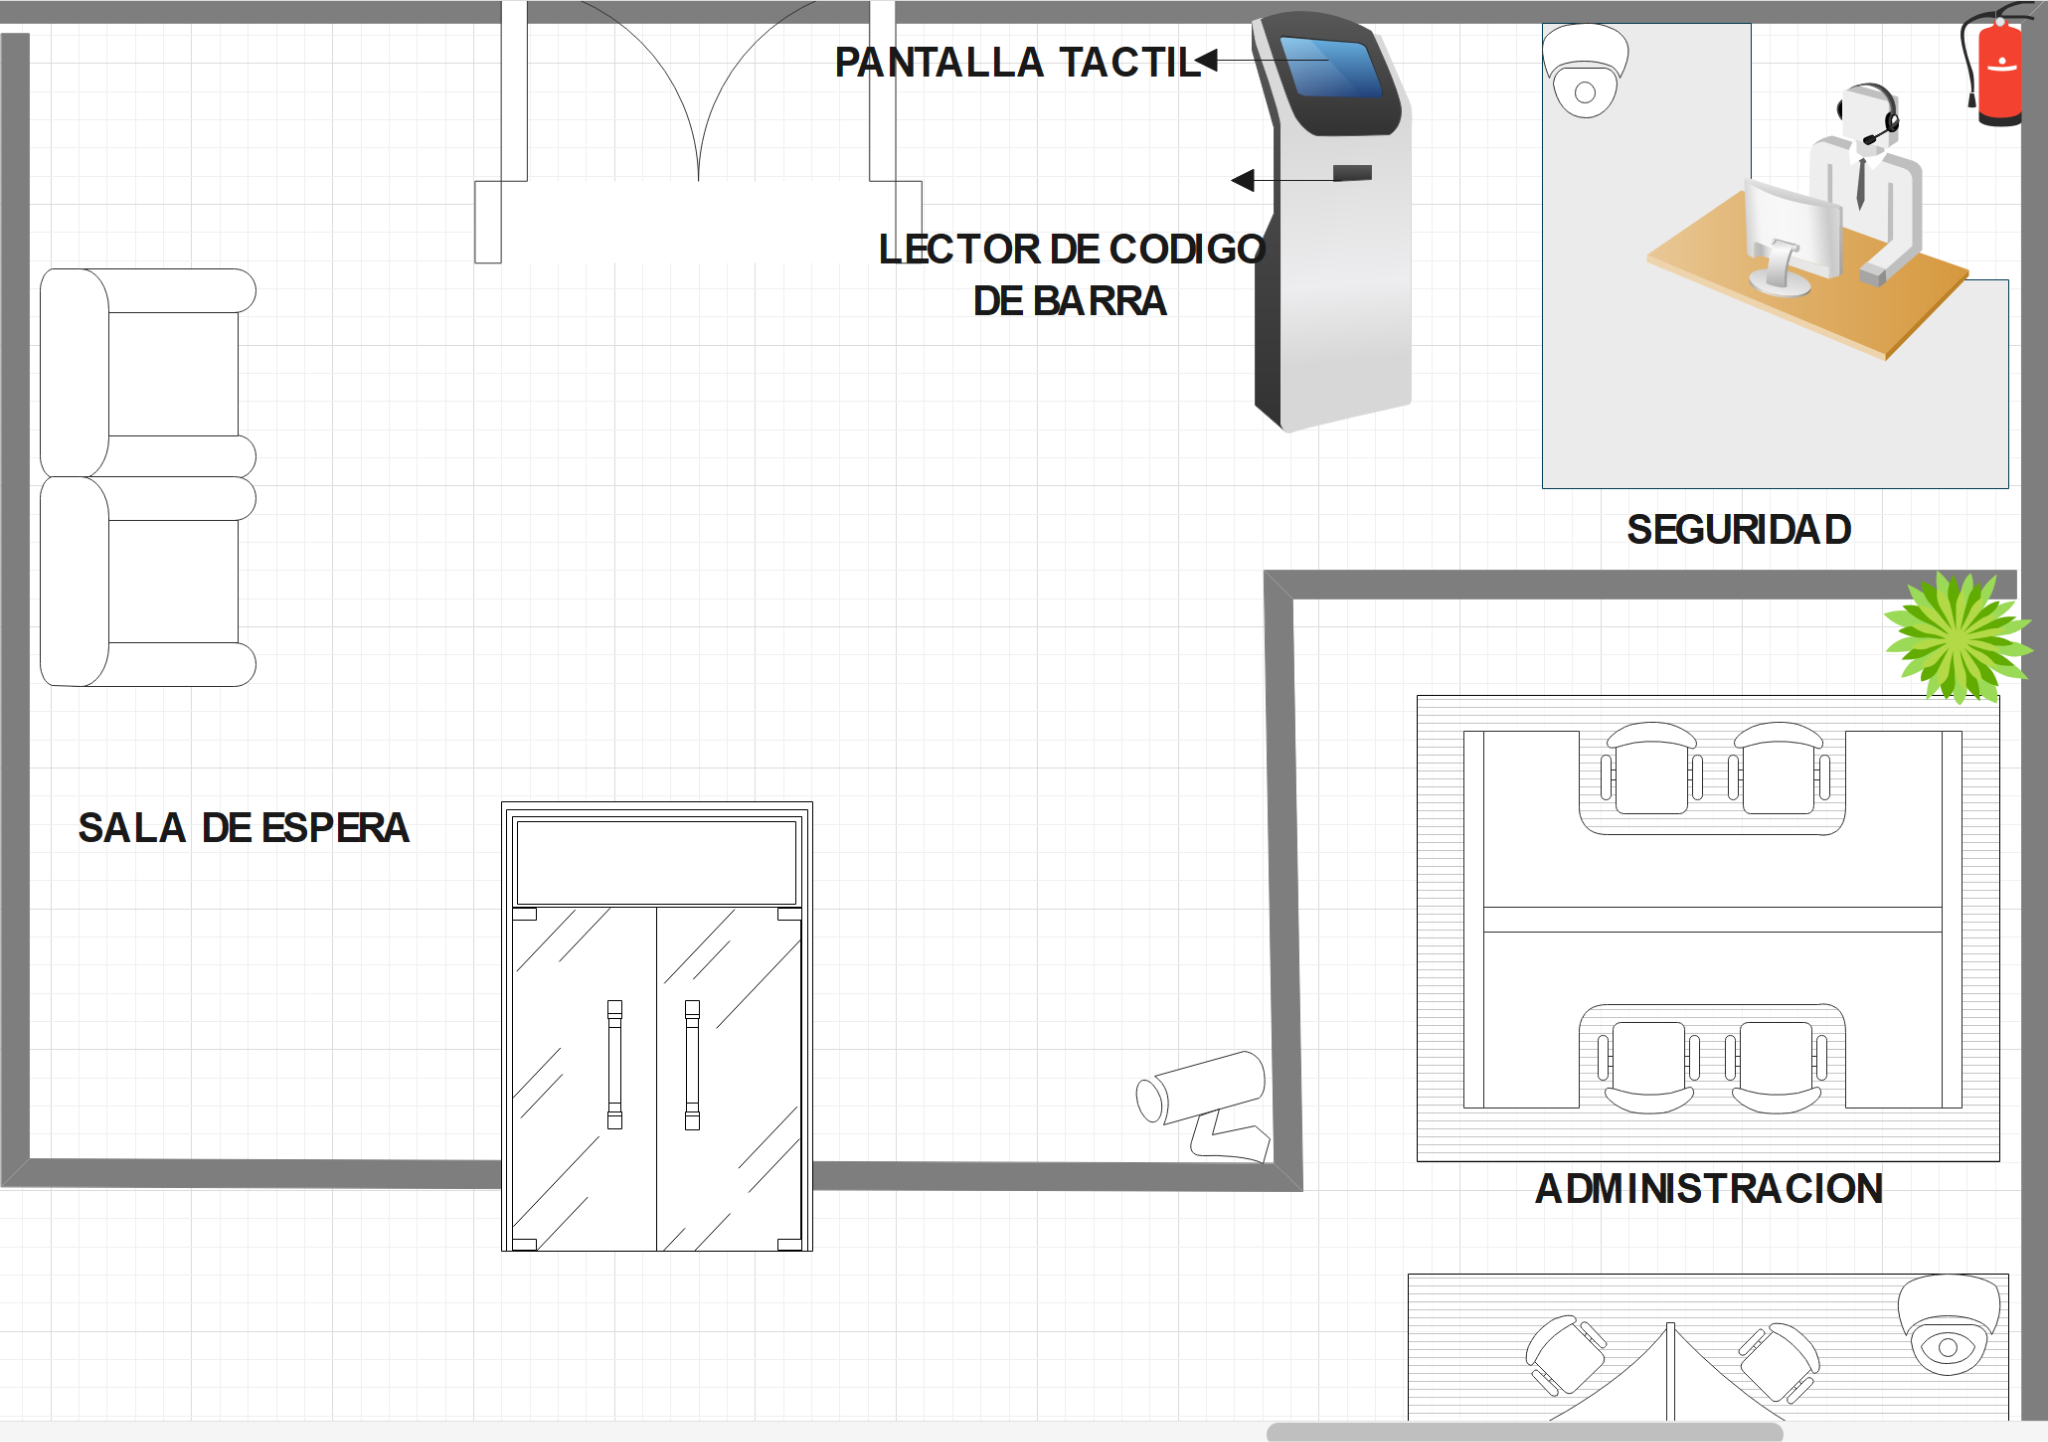 PANTALLA TACTIL
LECTOR DE CODIGO
DE BARRA
SEGURIDAD
SALA DE ESPERA
ADMINISTRACION